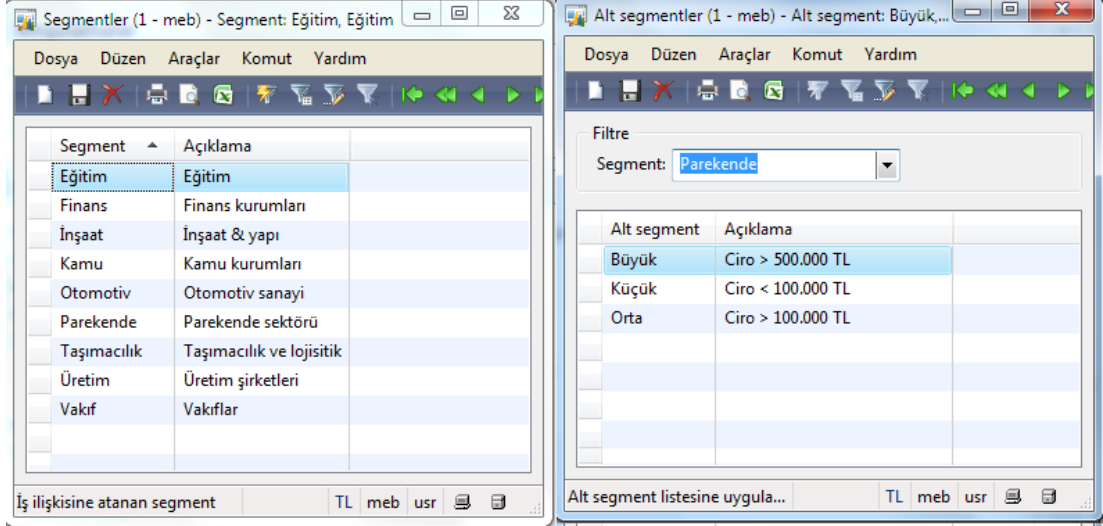 Segmentler (1 - meb) - Segment: Eğitim, Eğitim
Dosya Düzen Araçlar Komut Yardım
Segment Açıklama
Eğitim Eğitim
Finans Finans kurumları
İnşaat İnşaat & yapı
Kamu Kamu kurumları
Otomotiv Otomotiv sanayi
Parekende Parekende sektörü
Taşımacılık Taşımacılık ve lojisitik
Üretim Üretim şirketleri
Vakıf Vakıflar
İş ilişkisine atanan segment TL meb usr
Alt segmentler (1 - meb) - Alt segment: Büyük,...
Dosya Düzen Araçlar Komut Yardım
Filtre
Segment: Parekende
Alt segment Açıklama
Büyük Ciro > 500.000 TL
Küçük Ciro < 100.000 TL
Orta Ciro > 100.000 TL
Alt segment listesine uygula... TL meb usr